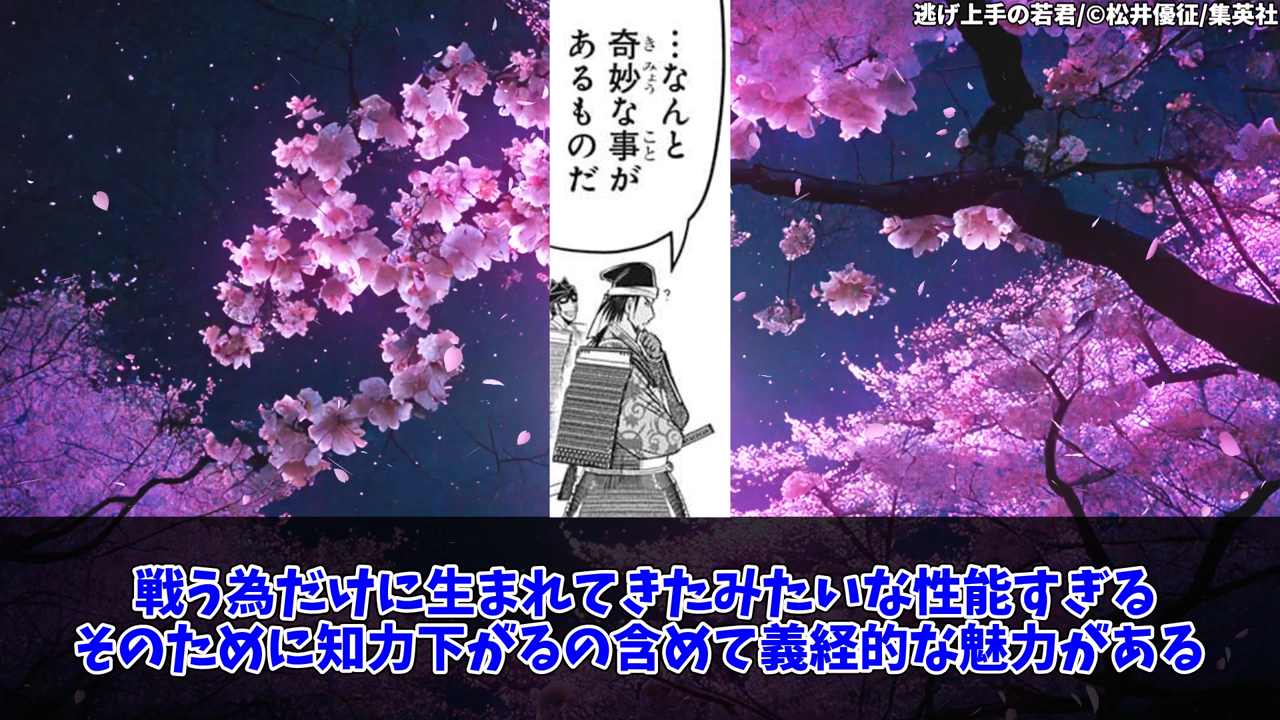 逃げ上手の若君/©松井優征/集英社
…なんと
奇妙な事が
あるものだ
?
戦う為だけに生まれてきたみたいな性能すぎる
そのために知力下がるの含めて義経的な魅力がある